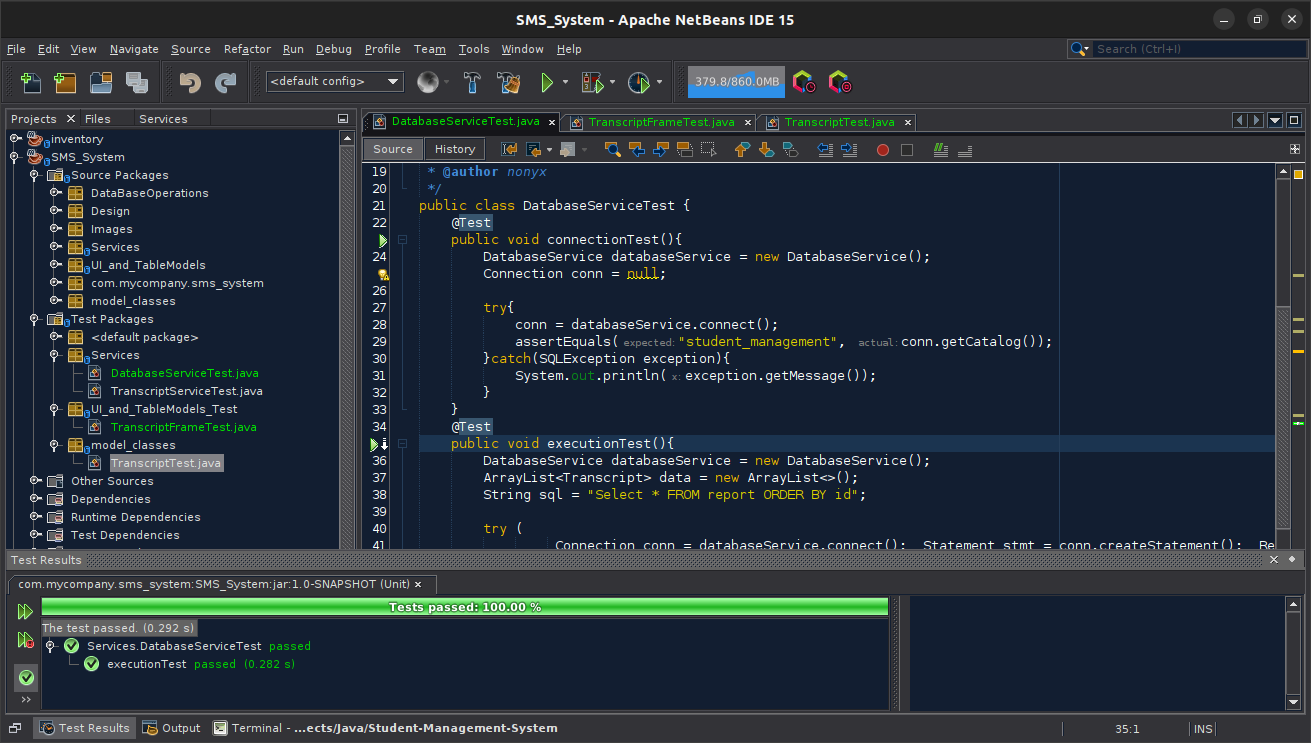 SMS_System - Apache NetBeans IDE 15
File Edit View Navigate Source Refactor Run Debug Profile Team Tools Window Help
Search (Ctrl+I)
<default config>
379.8/860.0MB
Projects Files Services
inventory
SMS_System
Source Packages
DataBaseOperations
Design
Images
Services
UI_and_TableModels
com.mycompany.sms_system
model_classes
Test Packages
<default package>
Services
DatabaseServiceTest.java
TranscriptServiceTest.java
UI_and_TableModels_Test
TranscriptFrameTest.java
model_classes
TranscriptTest.java
Other Sources
Dependencies
Runtime Dependencies
Test Dependencies
DatabaseServiceTest.java TranscriptFrameTest.java TranscriptTest.java
Source History
19 * @author nonyx
20 */
21 public class DatabaseServiceTest {
22 @Test
public void connectionTest(){
24 DatabaseService databaseService = new DatabaseService();
Connection conn = null;
26
27 try{
28 conn = databaseService.connect();
29 assertEquals( expected: "student_management", actual: conn.getCatalog());
30 }catch(SQLException exception){
31 System.out.println( x: exception.getMessage());
32 }
33 }
34 @Test
public void executionTest(){
36 DatabaseService databaseService = new DatabaseService();
37 ArrayList<Transcript> data = new ArrayList<>();
38 String sql = "Select * FROM report ORDER BY id";
39
40 try (
41 Connection conn = databaseService.connect(); Statement stmt = conn.createStatement(); Re
Test Results
com.mycompany.sms_system:SMS_System:jar:1.0-SNAPSHOT (Unit)
Tests passed: 100.00 %
The test passed. (0.292 s)
Services.DatabaseServiceTest passed
executionTest passed (0.282 s)
Test Results Output Terminal - ...ects/Java/Student-Management-System 35:1 INS